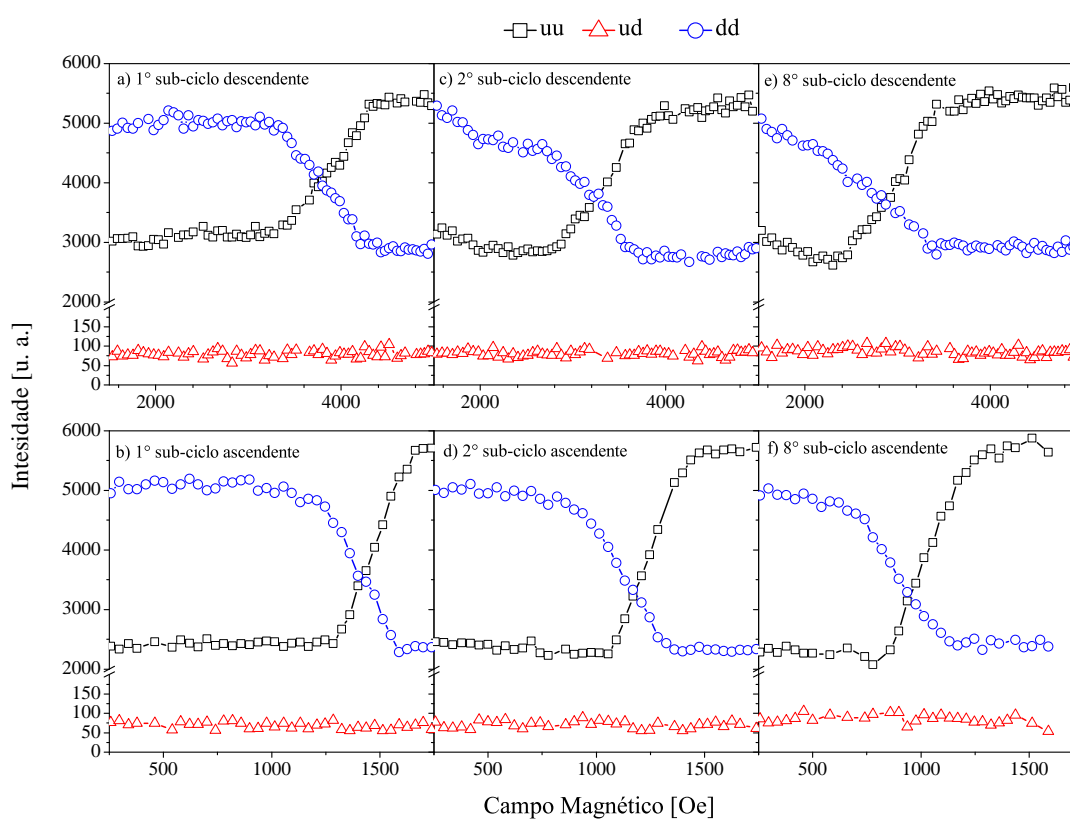 uu ud dd
a) 1° sub-ciclo descendente
c) 2° sub-ciclo descendente
e) 8° sub-ciclo descendente
6000
5000
4000
3000
2000
150
100
50
0
2000 4000 2000 4000 2000 4000
b) 1° sub-ciclo ascendente
d) 2° sub-ciclo ascendente
f) 8° sub-ciclo ascendente
6000
5000
4000
3000
2000
150
100
50
0
500 1000 1500 500 1000 1500 500 1000 1500
Intesidade [u. a.]
Campo Magnético [Oe]